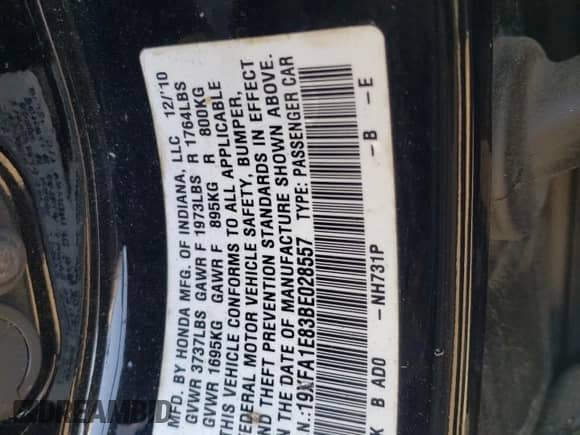 MFD. BY HONDA MFG. OF INDIANA, LLC 12/'10
GVWR 3737LBS GAWR F 1973LBS R 1764LBS
GVWR 1695KG GAWR F 895KG R 800KG
THIS VEHICLE CONFORMS TO ALL APPLICABLE
FEDERAL MOTOR VEHICLE SAFETY, BUMPER,
AND THEFT PREVENTION STANDARDS IN EFFECT
ON THE DATE OF MANUFACTURE SHOWN ABOVE.
.N.:19XFA1E83BE028557 TYPE: PASSENGER CAR
K B AD0 -NH731P -B -E
DREAMBID